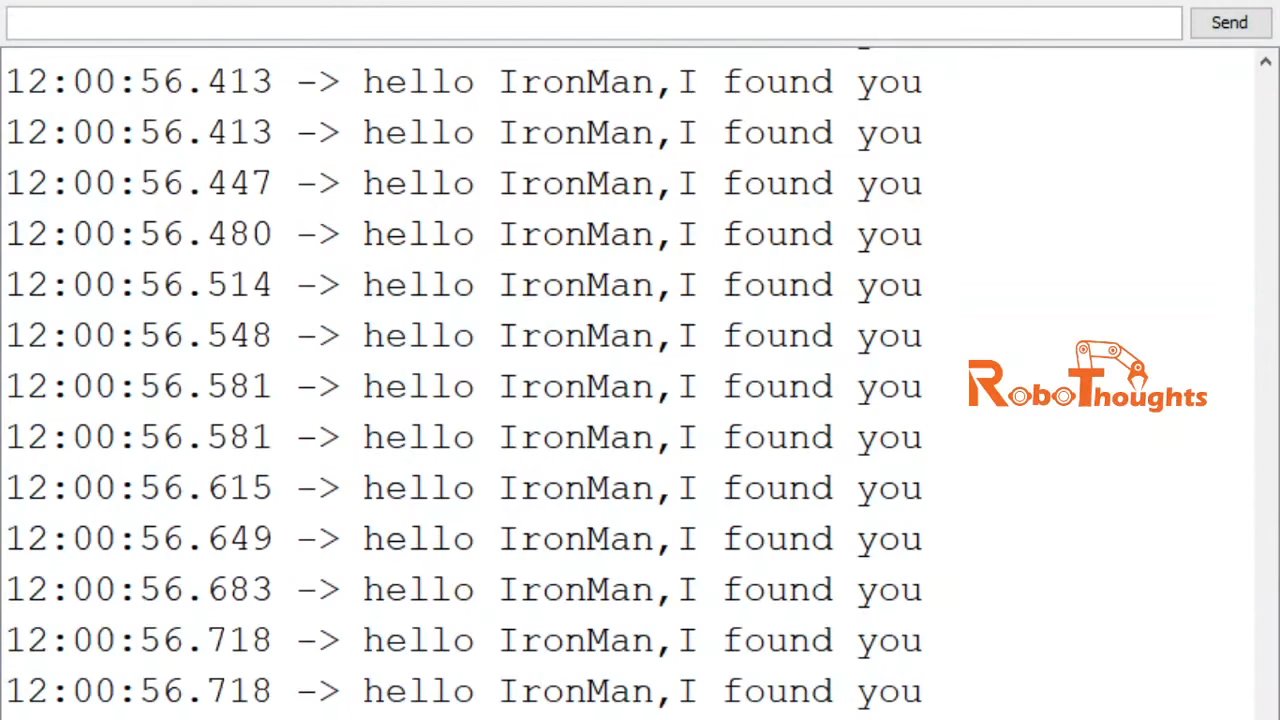 Send
12:00:56.413 -> hello IronMan,I found you
12:00:56.413 -> hello IronMan,I found you
12:00:56.447 -> hello IronMan,I found you
12:00:56.480 -> hello IronMan,I found you
12:00:56.514 -> hello IronMan,I found you
12:00:56.548 -> hello IronMan,I found you
12:00:56.581 -> hello IronMan,I found you
12:00:56.581 -> hello IronMan,I found you
12:00:56.615 -> hello IronMan,I found you
12:00:56.649 -> hello IronMan,I found you
12:00:56.683 -> hello IronMan,I found you
12:00:56.718 -> hello IronMan,I found you
12:00:56.718 -> hello IronMan,I found you
RoboThoughts